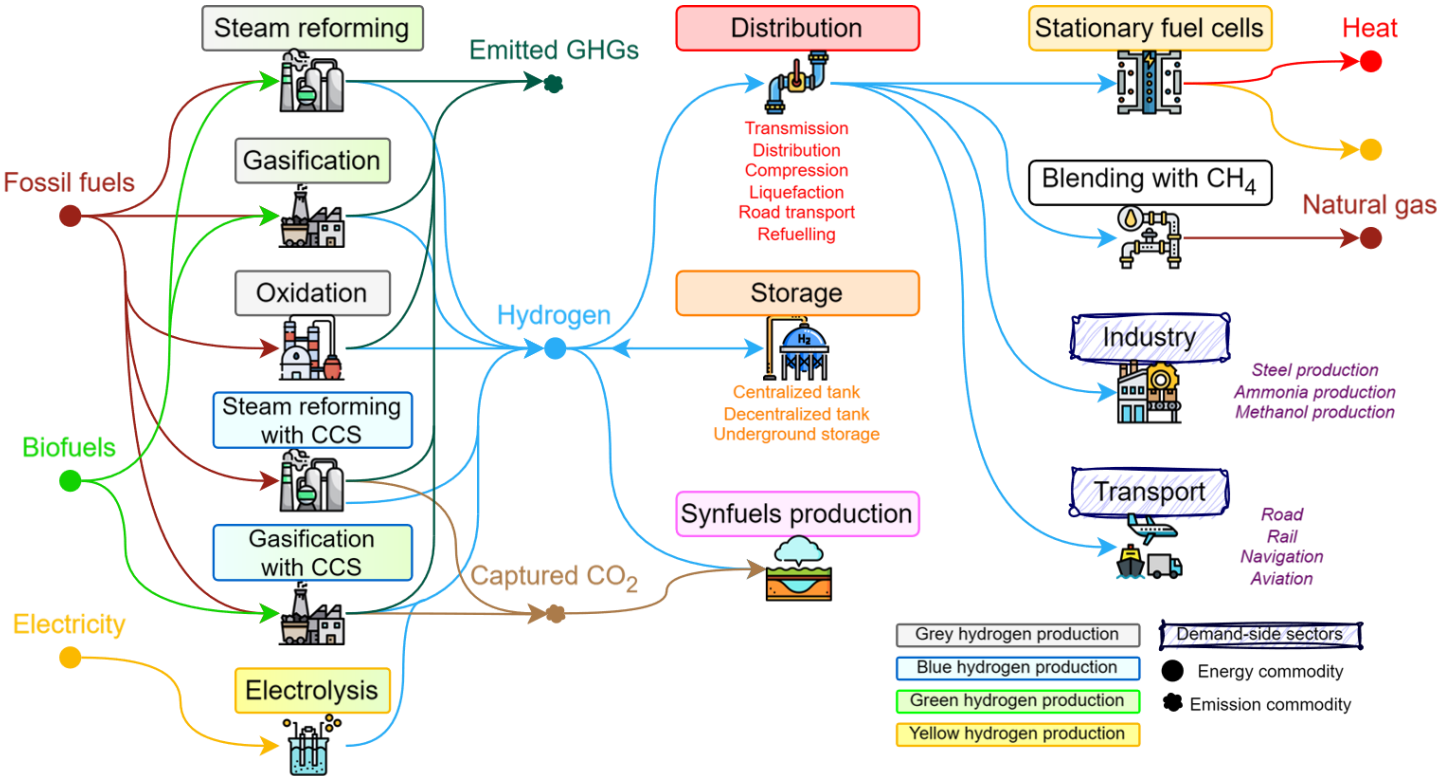 Steam reforming
Emitted GHGs
Distribution
Stationary fuel cells
Heat
Gasification
Transmission
Distribution
Compression
Liquefaction
Road transport
Refuelling
Fossil fuels
Blending with CH4
Natural gas
Oxidation
Hydrogen
Storage
H2
Centralized tank
Decentralized tank
Underground storage
Industry
Steel production
Ammonia production
Methanol production
Steam reforming
with CCS
Biofuels
Synfuels production
Transport
Road
Rail
Navigation
Aviation
Gasification
with CCS
Captured CO2
Electricity
Electrolysis
Grey hydrogen production
Blue hydrogen production
Green hydrogen production
Yellow hydrogen production
Demand-side sectors
Energy commodity
Emission commodity